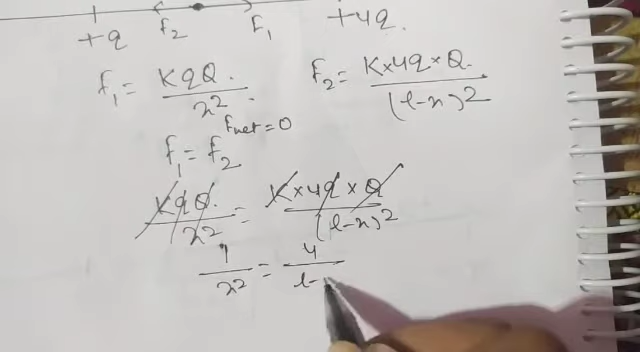 +q F₂ F₁ +4q
F₁ = KqQ/x² F₂ = K×4q×Q/(l-x)²
Fnet = 0
F₁ = F₂
KqQ/x² = K×4q×Q/(l-x)²
1/x² = 4/l-